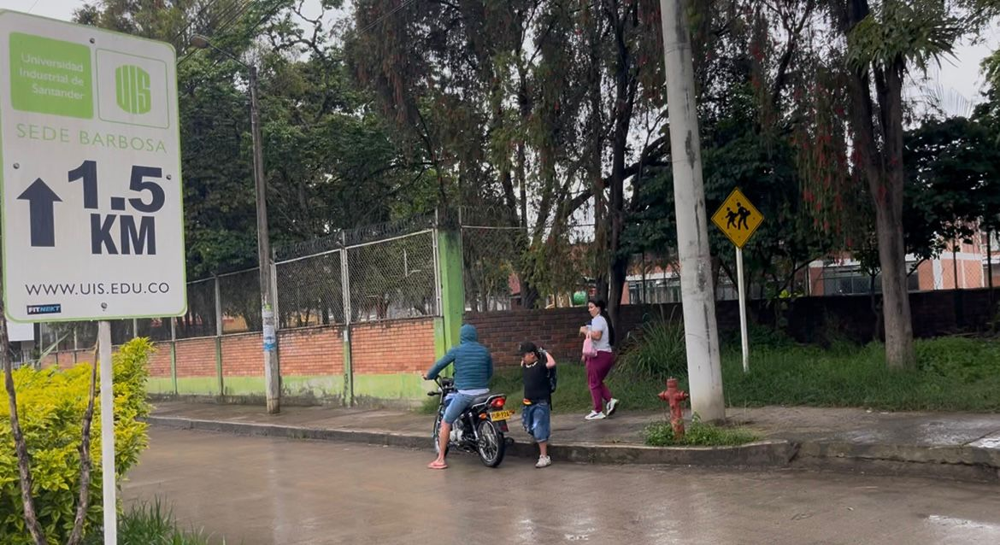 Universidad
Industrial de
Santander
UIS
SEDE BARBOSA
1.5
KM
WWW.UIS.EDU.CO
FITNEKT